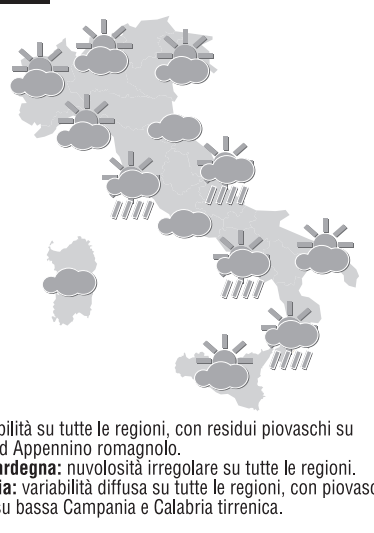 bilità su tutte le regioni, con residui piovaschi su
d Appennino romagnolo.
ardegna: nuvolosità irregolare su tutte le regioni.
ia: variabilità diffusa su tutte le regioni, con piovasc
su bassa Campania e Calabria tirrenica.